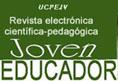 UCPEJV
Revista electrónica
científica-pedagógica
Joven
EDUCADOR